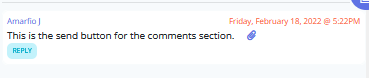 Amarfio J Friday, February 18, 2022 @ 5:22PM
This is the send button for the comments section.
REPLY